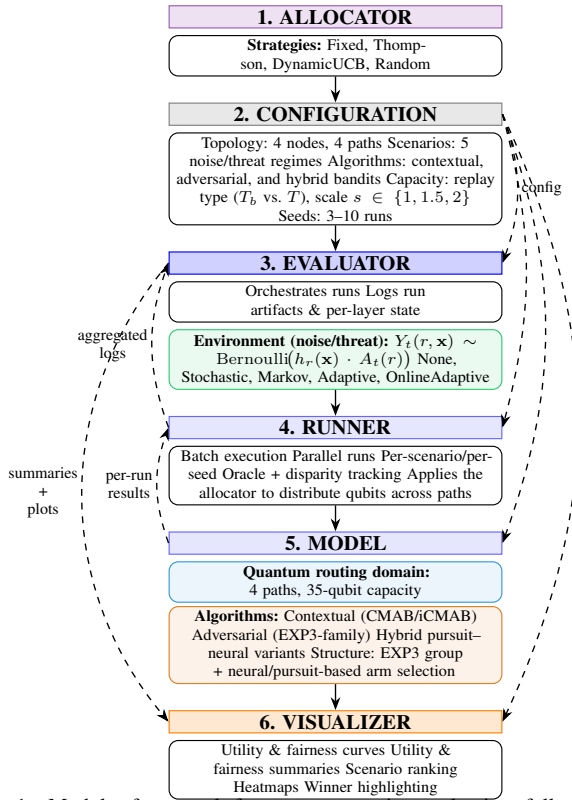 1. ALLOCATOR
Strategies: Fixed, Thomp-
son, DynamicUCB, Random
2. CONFIGURATION
Topology: 4 nodes, 4 paths Scenarios: 5
noise/threat regimes Algorithms: contextual,
adversarial, and hybrid bandits Capacity: replay
type (T_b vs. T), scale s ∈ {1, 1.5, 2}
Seeds: 3–10 runs
config
3. EVALUATOR
Orchestrates runs Logs run
artifacts & per-layer state
aggregated
logs
Environment (noise/threat): Y_t(r, x) ∼
Bernoulli(h_r(x) · A_t(r)) None,
Stochastic, Markov, Adaptive, OnlineAdaptive
4. RUNNER
Batch execution Parallel runs Per-scenario/per-
seed Oracle + disparity tracking Applies the
allocator to distribute qubits across paths
summaries
+
plots
per-run
results
5. MODEL
Quantum routing domain:
4 paths, 35-qubit capacity
Algorithms: Contextual (CMAB/iCMAB)
Adversarial (EXP3-family) Hybrid pursuit–
neural variants Structure: EXP3 group
+ neural/pursuit-based arm selection
6. VISUALIZER
Utility & fairness curves Utility &
fairness summaries Scenario ranking
Heatmaps Winner highlighting